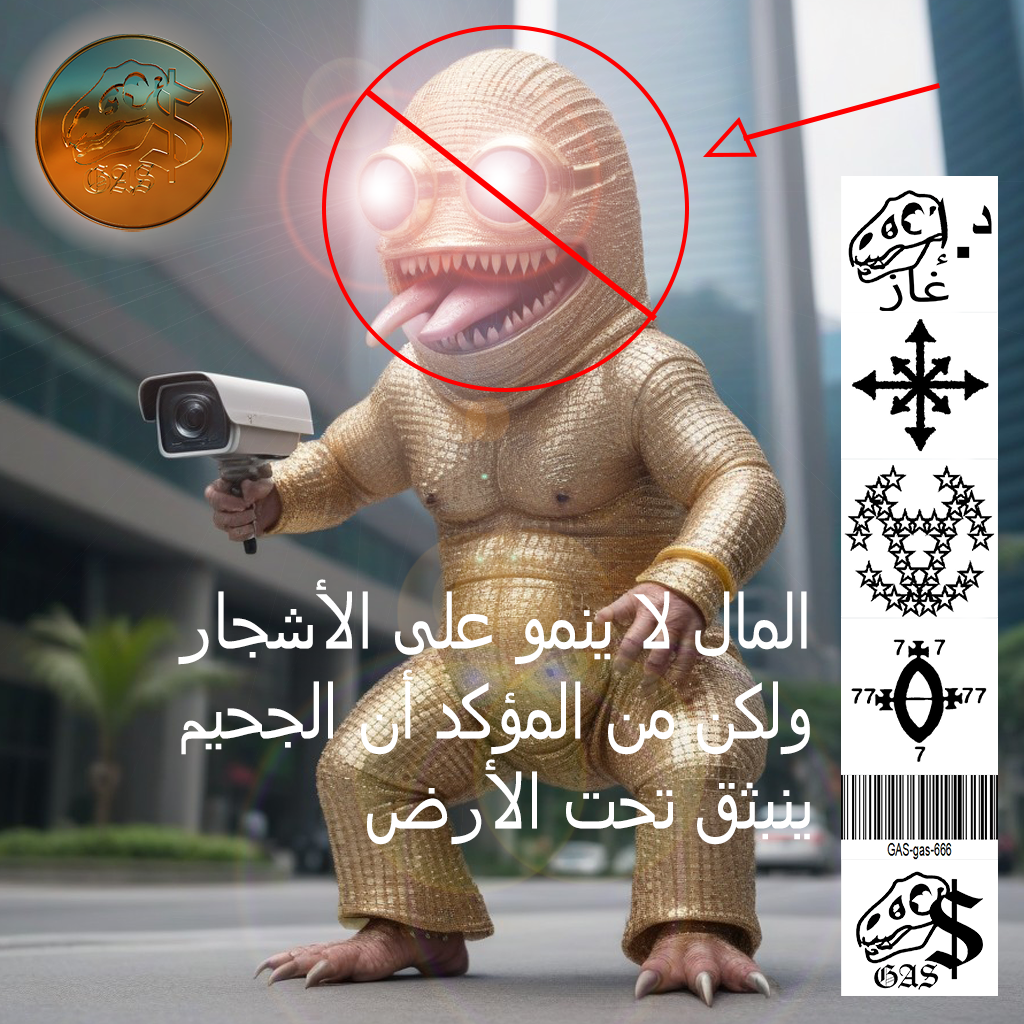 GAS
د.
غاز
المال لا ينمو على الأشجار
ولكن من المؤكد أن الجحيم
ينبثق تحت الأرض
7 7
77 77
7
GAS-gas-666
$
GAS